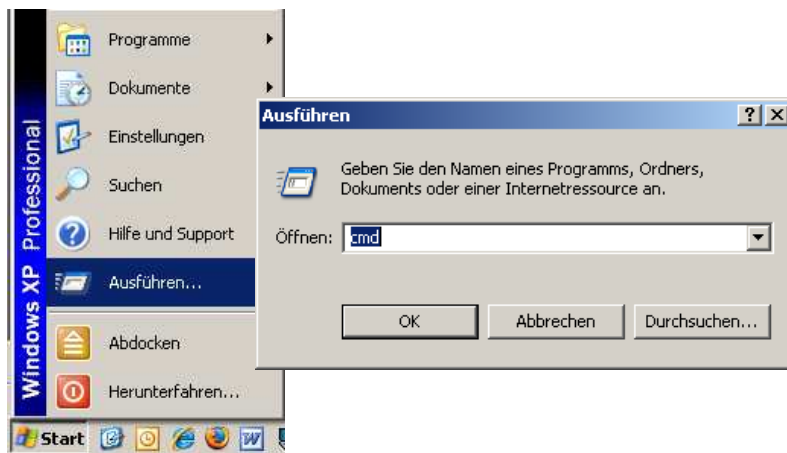 Windows XP Professional
Programme
Dokumente
Einstellungen
Suchen
Hilfe und Support
Ausführen...
Abdocken
Herunterfahren...
Start
Ausführen
Geben Sie den Namen eines Programms, Ordners,
Dokuments oder einer Internetressource an.
Öffnen: cmd
OK Abbrechen Durchsuchen...